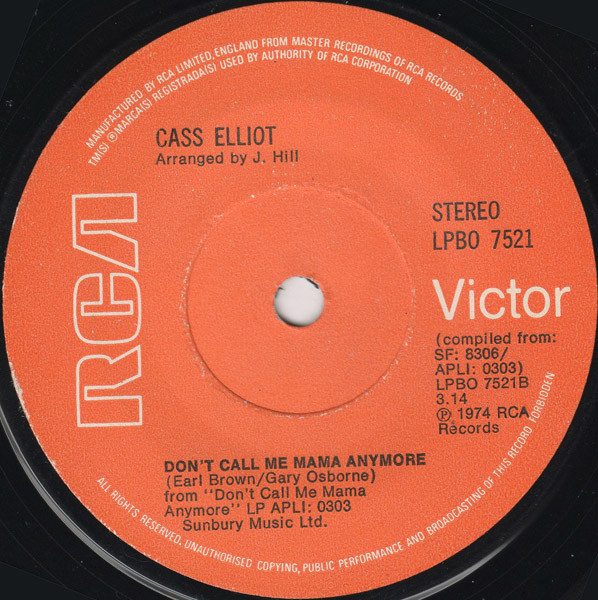 MANUFACTURED BY RCA LIMITED, ENGLAND FROM MASTER RECORDINGS OF RCA RECORDS
TM(S) ® MARCA(S) REGISTRADA(S) USED BY AUTHORITY OF RCA CORPORATION
CASS ELLIOT
Arranged by J. Hill
STEREO
LPBO 7521
RCA
Victor
(compiled from:
SF: 8306/
APLI: 0303)
LPBO 7521B
3.14
℗ 1974 RCA
Records
DON'T CALL ME MAMA ANYMORE
(Earl Brown/Gary Osborne)
from "Don't Call Me Mama
Anymore" LP APLI: 0303
Sunbury Music Ltd.
ALL RIGHTS RESERVED, UNAUTHORISED COPYING, PUBLIC PERFORMANCE AND BROADCASTING OF THIS RECORD FORBIDDEN